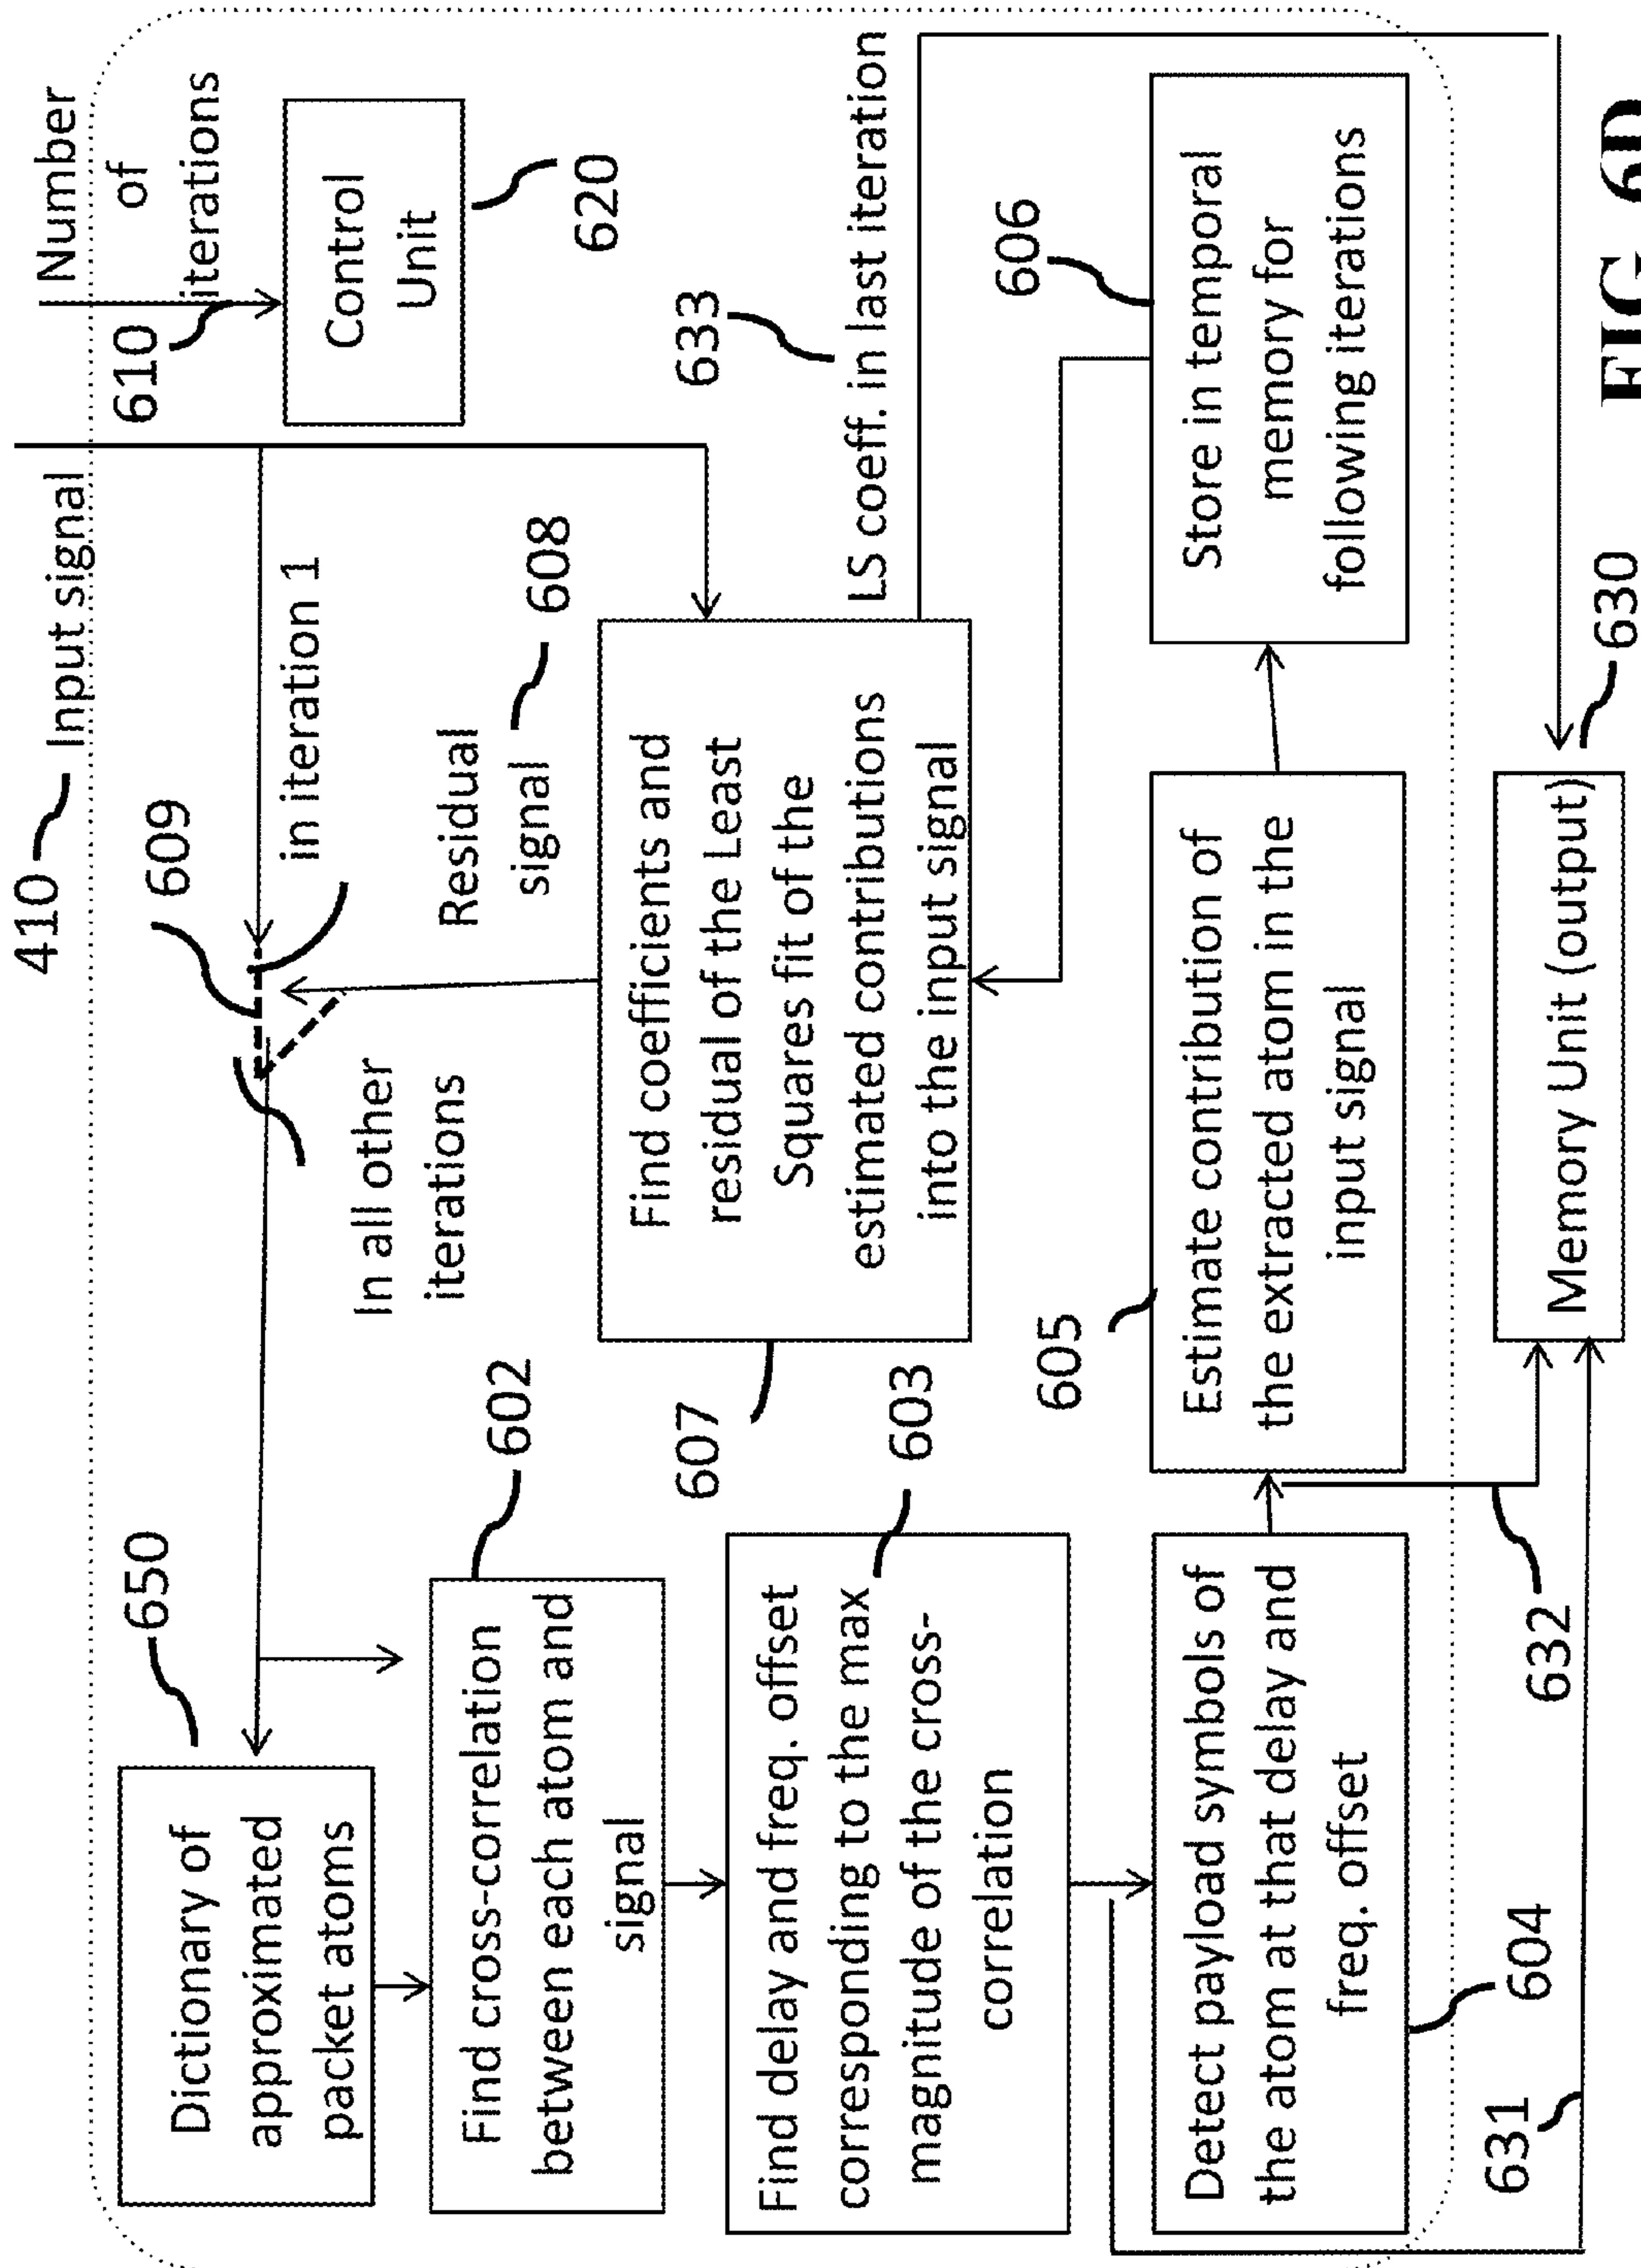 410
Input signal
Number
of
iterations
610
609
650
Dictionary of
approximated
packet atoms
in iteration 1
Control
Unit
620
In all other
iterations
Residual
signal
608
602
Find cross-correlation
between each atom and
signal
Find coefficients and
residual of the Least
Squares fit of the
estimated contributions
into the input signal
607
633
LS coeff. in last iteration
603
Find delay and freq. offset
corresponding to the max
magnitude of the cross-
correlation
605
606
Detect payload symbols of
the atom at that delay and
freq. offset
Estimate contribution of
the extracted atom in the
input signal
Store in temporal
memory for
following iterations
631
604
632
Memory Unit (output)
630
FIG